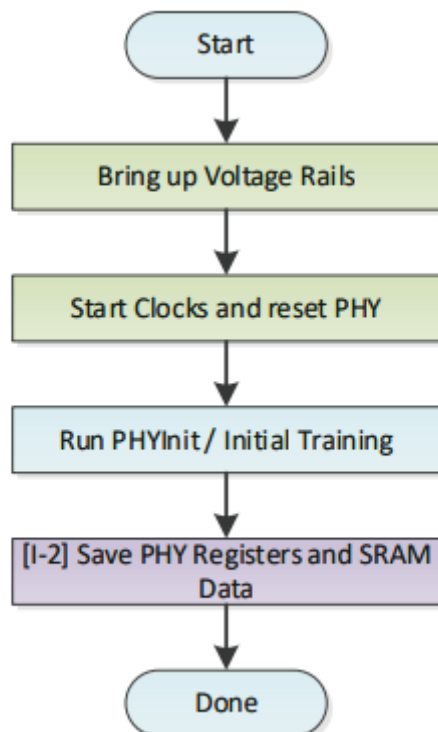 Start
Bring up Voltage Rails
Start Clocks and reset PHY
Run PHYInit / Initial Training
[I-2] Save PHY Registers and SRAM
Data
Done